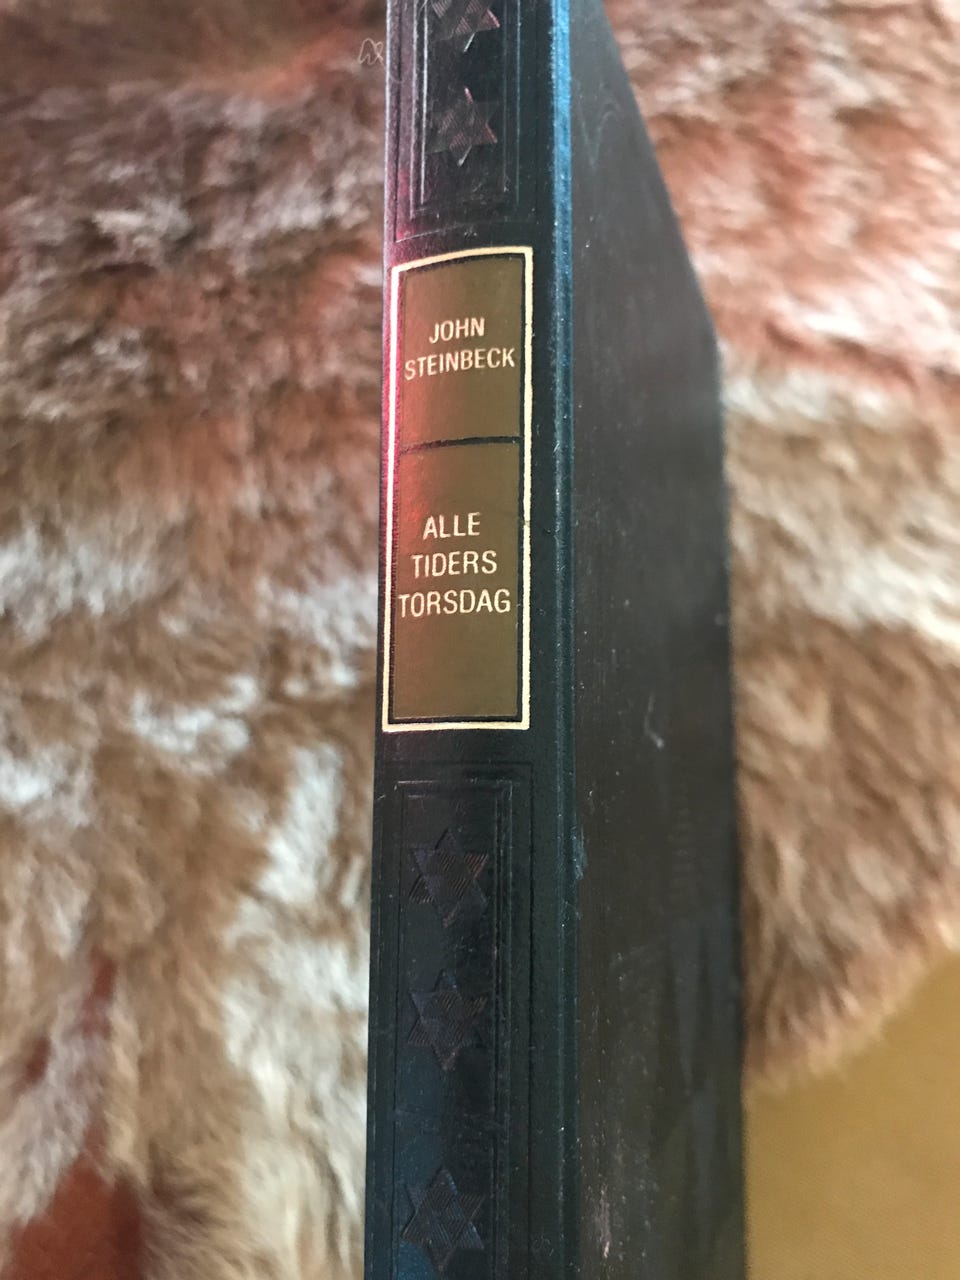 JOHN
STEINBECK
ALLE
TIDERS
TORSDAG